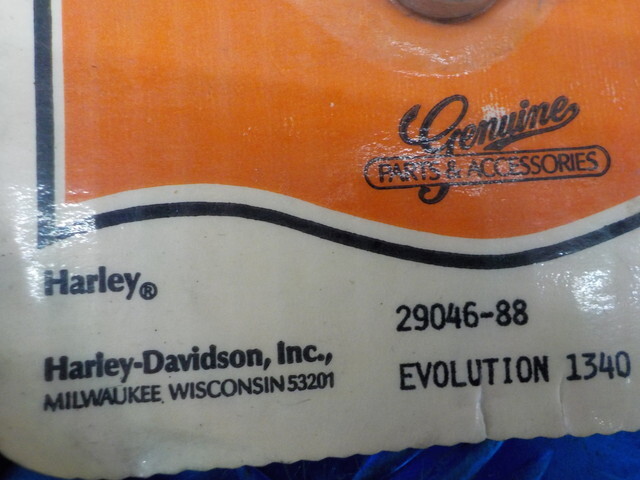 Genuine
PARTS & ACCESSORIES
Harley®
29046-88
Harley-Davidson, Inc.,
MILWAUKEE, WISCONSIN 53201
EVOLUTION 1340